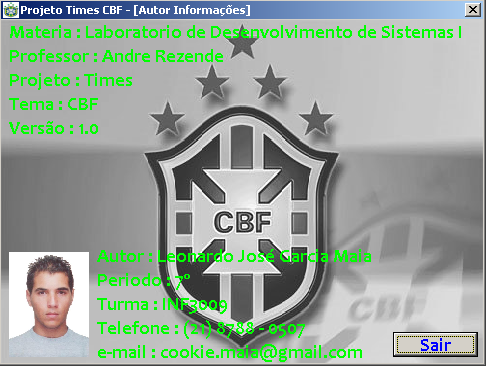 Projeto Times CBF - [Autor Informações]
Materia : Laboratorio de Desenvolvimento de Sistemas I
Professor : Andre Rezende
Projeto : Times
Tema : CBF
Versão : 1.0
CBF
CBF
Autor : Leonardo José Garcia Maia
Periodo : 7º
Turma : INF3009
Telefone : (21) 8788 - 0507
e-mail : cookie.maia@gmail.com
Sair